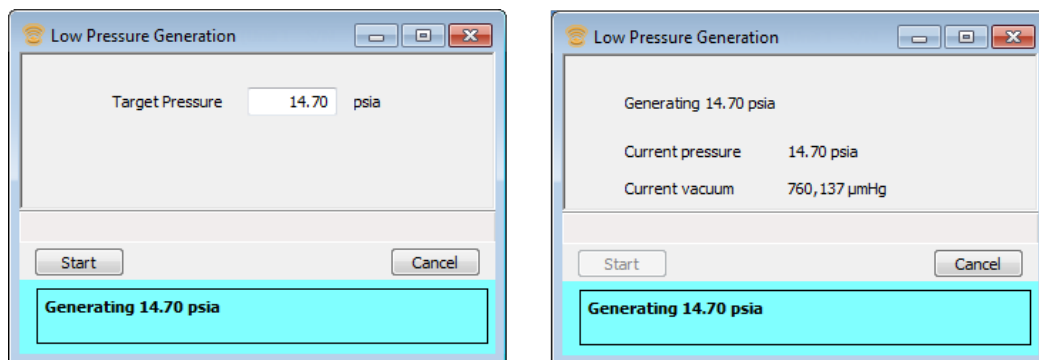 Low Pressure Generation
Target Pressure 14.70 psia
Start Cancel
Generating 14.70 psia
Low Pressure Generation
Generating 14.70 psia
Current pressure 14.70 psia
Current vacuum 760,137 µmHg
Start Cancel
Generating 14.70 psia